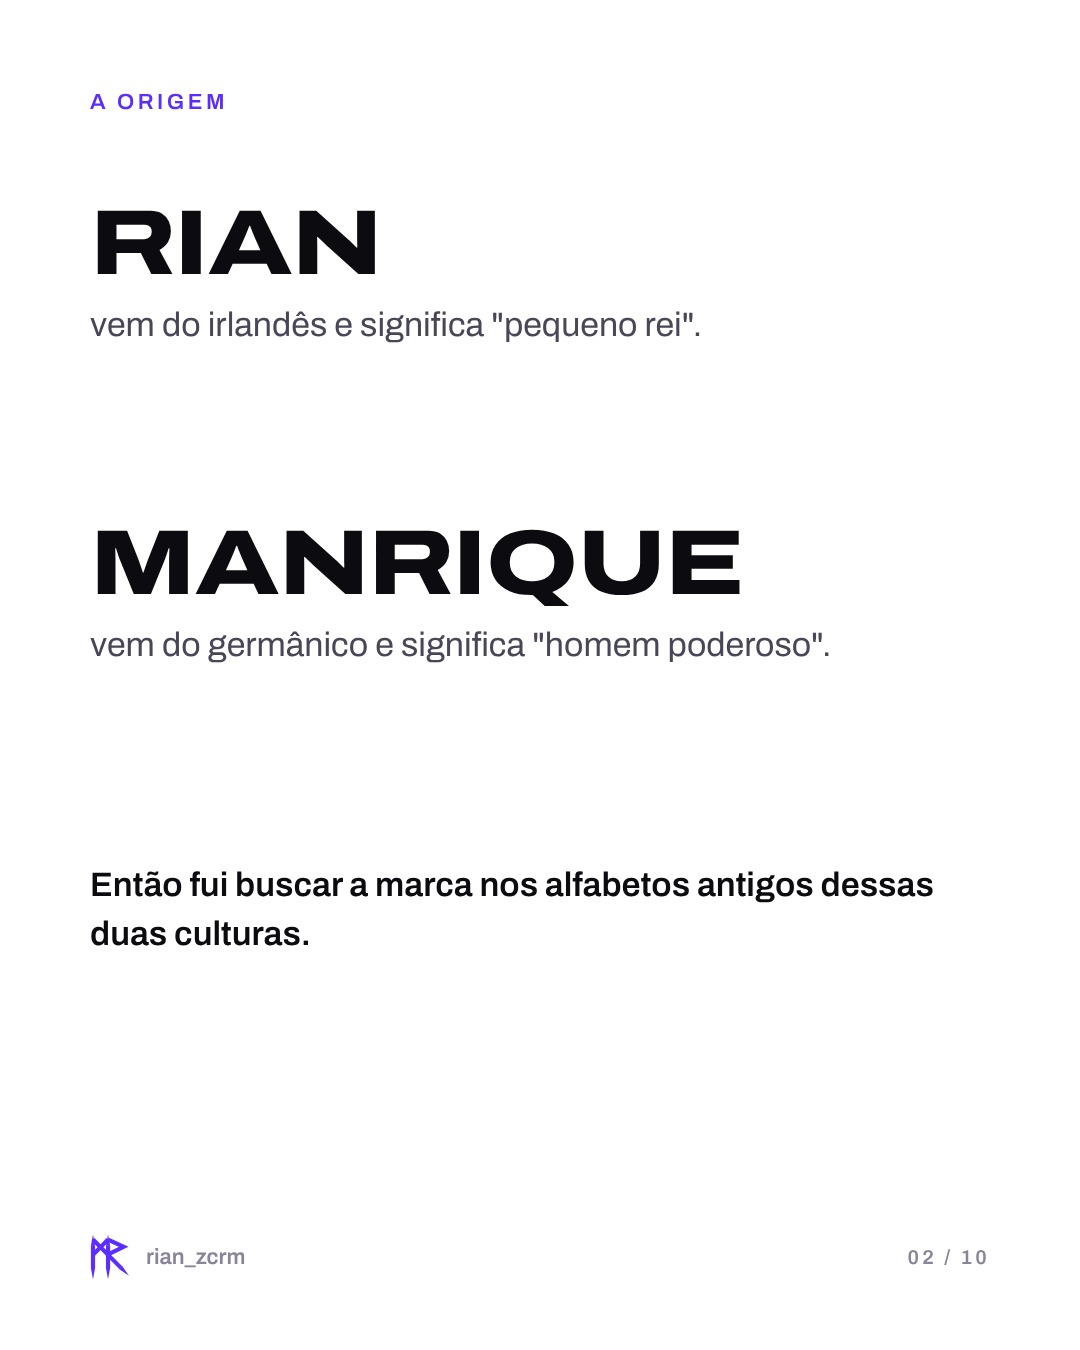 A ORIGEM
RIAN
vem do irlandês e significa "pequeno rei".
MANRIQUE
vem do germânico e significa "homem poderoso".
Então fui buscar a marca nos alfabetos antigos dessas
duas culturas.
rian_zcrm
02 / 10